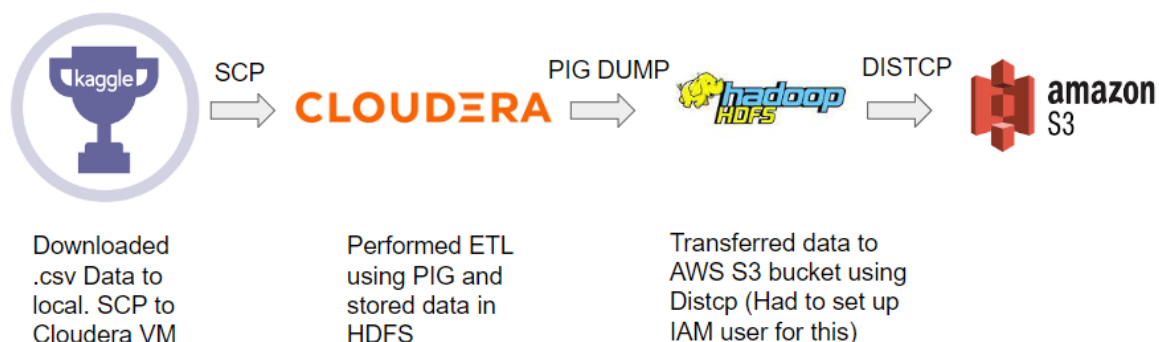 kaggle
SCP
CLOUDERA
PIG DUMP
hadoop
HDFS
DISTCP
amazon
S3
Downloaded
.csv Data to
local. SCP to
Cloudera VM
Performed ETL
using PIG and
stored data in
HDFS
Transferred data to
AWS S3 bucket using
Distcp (Had to set up
IAM user for this)